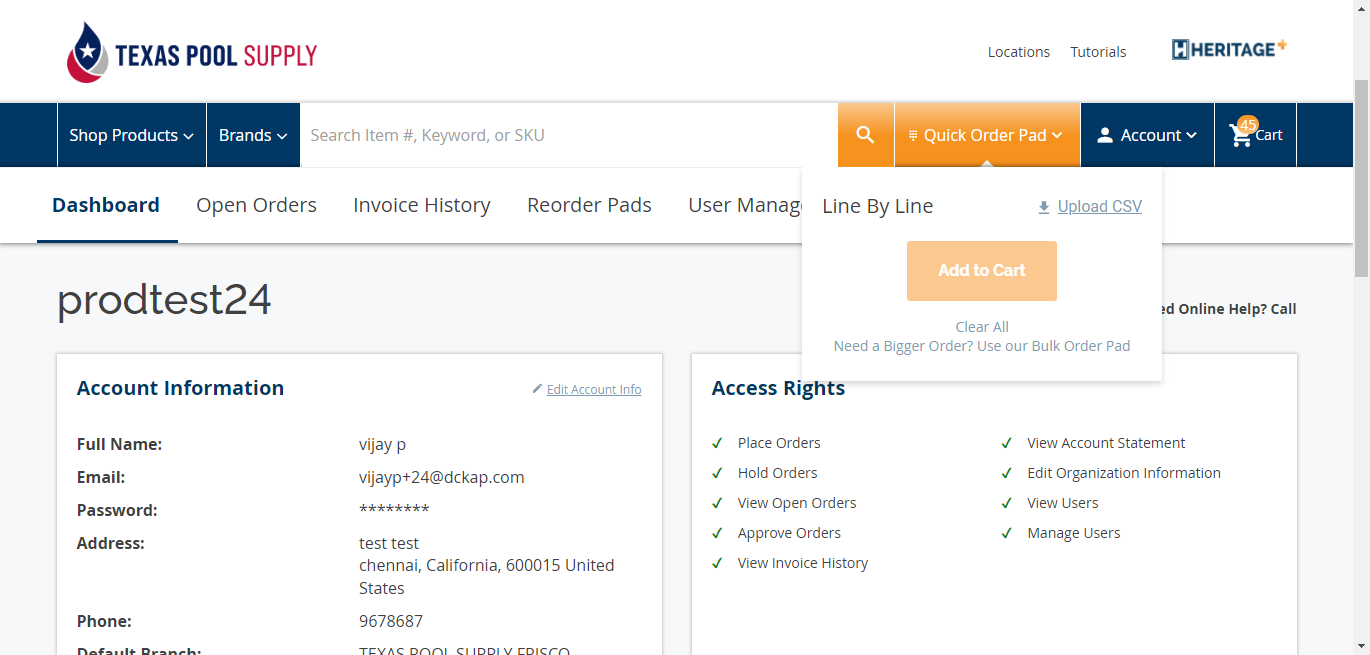 TEXAS POOL SUPPLY
Locations
Tutorials
HERITAGE+
Shop Products
Brands
Search Item #, Keyword, or SKU
Quick Order Pad
Account
45
Cart
Dashboard
Open Orders
Invoice History
Reorder Pads
User Manage
Line By Line
Upload CSV
Add to Cart
Clear All
Need a Bigger Order? Use our Bulk Order Pad
prodtest24
ed Online Help? Call
Account Information
Edit Account Info
Full Name: vijay p
Email: vijayp+24@dckap.com
Password: ********
Address: test test
chennai, California, 600015 United
States
Phone: 9678687
Default Branch: TEXAS POOL SUPPLY FRISCO
Access Rights
Place Orders
Hold Orders
View Open Orders
Approve Orders
View Invoice History
View Account Statement
Edit Organization Information
View Users
Manage Users